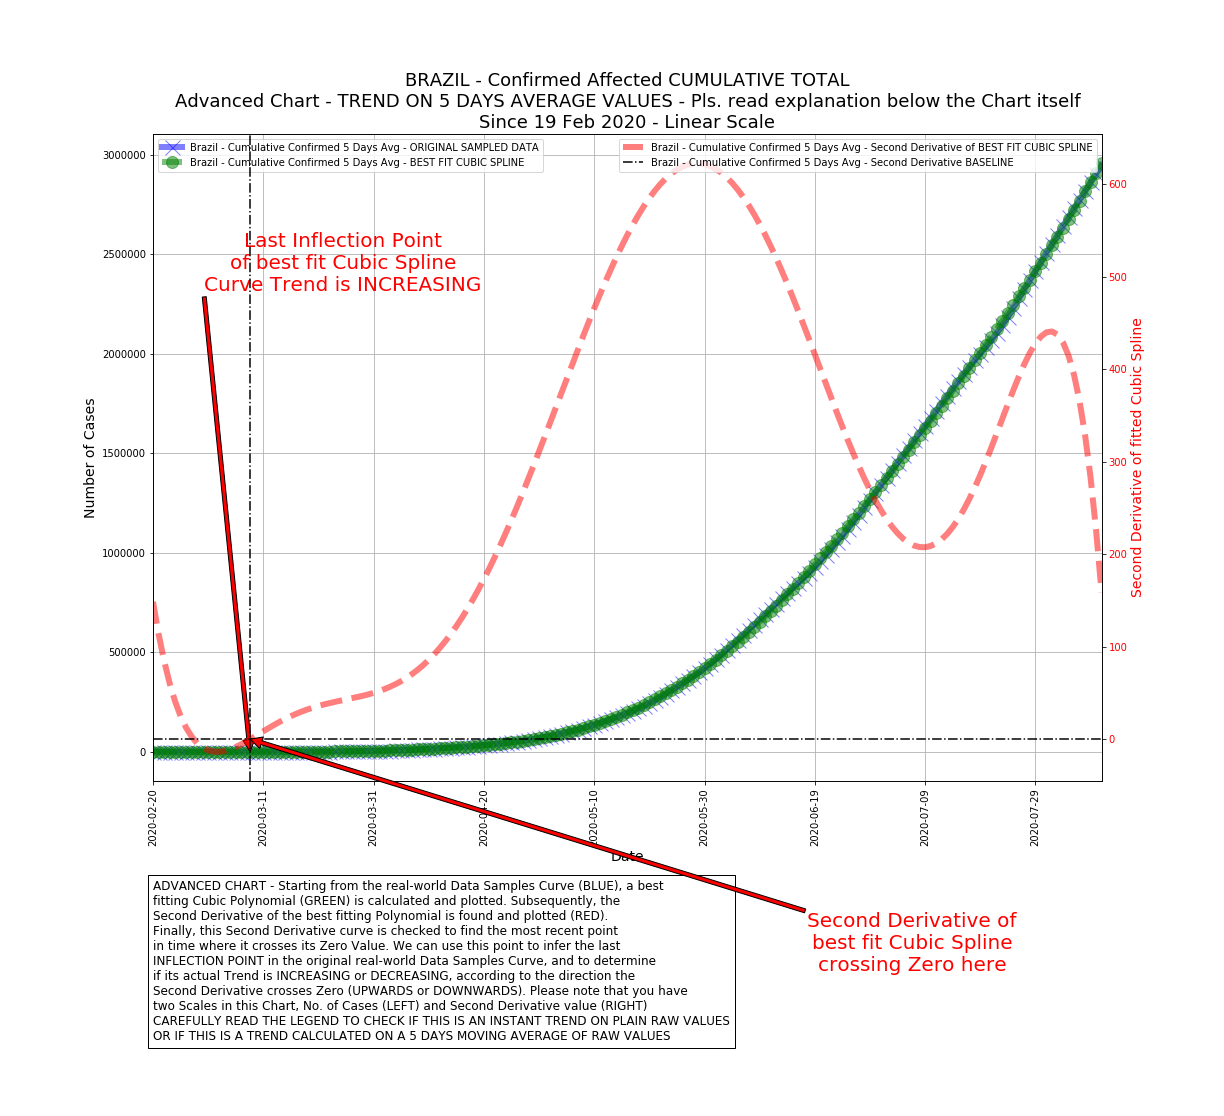 BRAZIL - Confirmed Affected CUMULATIVE TOTAL
Advanced Chart - TREND ON 5 DAYS AVERAGE VALUES - Pls. read explanation below the Chart itself
Since 19 Feb 2020 - Linear Scale
Brazil - Cumulative Confirmed 5 Days Avg - ORIGINAL SAMPLED DATA
Brazil - Cumulative Confirmed 5 Days Avg - BEST FIT CUBIC SPLINE
Brazil - Cumulative Confirmed 5 Days Avg - Second Derivative of BEST FIT CUBIC SPLINE
Brazil - Cumulative Confirmed 5 Days Avg - Second Derivative BASELINE
Last Inflection Point
of best fit Cubic Spline
Curve Trend is INCREASING
Number of Cases
3000000
2500000
2000000
1500000
1000000
500000
0
600
500
400
300
200
100
0
Second Derivative of fitted Cubic Spline
2020-02-20
2020-03-11
2020-03-31
2020-04-20
2020-05-10
2020-05-30
2020-06-19
2020-07-09
2020-07-29
Date
Second Derivative of
best fit Cubic Spline
crossing Zero here
ADVANCED CHART - Starting from the real-world Data Samples Curve (BLUE), a best
fitting Cubic Polynomial (GREEN) is calculated and plotted. Subsequently, the
Second Derivative of the best fitting Polynomial is found and plotted (RED).
Finally, this Second Derivative curve is checked to find the most recent point
in time where it crosses its Zero Value. We can use this point to infer the last
INFLECTION POINT in the original real-world Data Samples Curve, and to determine
if its actual Trend is INCREASING or DECREASING, according to the direction the
Second Derivative crosses Zero (UPWARDS or DOWNWARDS). Please note that you have
two Scales in this Chart, No. of Cases (LEFT) and Second Derivative value (RIGHT)
CAREFULLY READ THE LEGEND TO CHECK IF THIS IS AN INSTANT TREND ON PLAIN RAW VALUES
OR IF THIS IS A TREND CALCULATED ON A 5 DAYS MOVING AVERAGE OF RAW VALUES